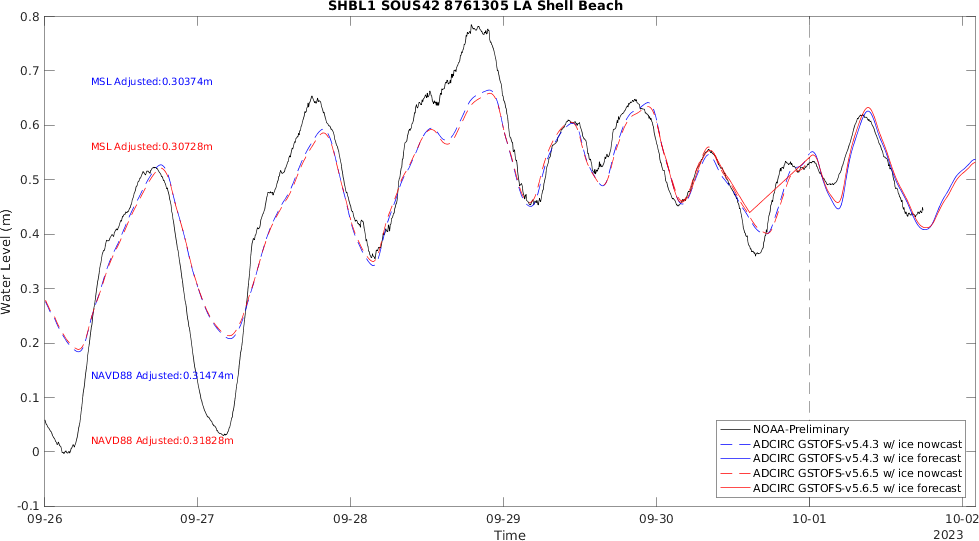 SHBL1 SOUS42 8761305 LA Shell Beach
0.8
0.7
0.6
0.5
0.4
0.3
0.2
0.1
0
-0.1
Water Level (m)
MSL Adjusted:0.30374m
MSL Adjusted:0.30728m
NAVD88 Adjusted:0.31474m
NAVD88 Adjusted:0.31828m
NOAA-Preliminary
ADCIRC GSTOFS-v5.4.3 w/ ice nowcast
ADCIRC GSTOFS-v5.4.3 w/ ice forecast
ADCIRC GSTOFS-v5.6.5 w/ ice nowcast
ADCIRC GSTOFS-v5.6.5 w/ ice forecast
09-26 09-27 09-28 09-29 09-30 10-01 10-02
Time
2023